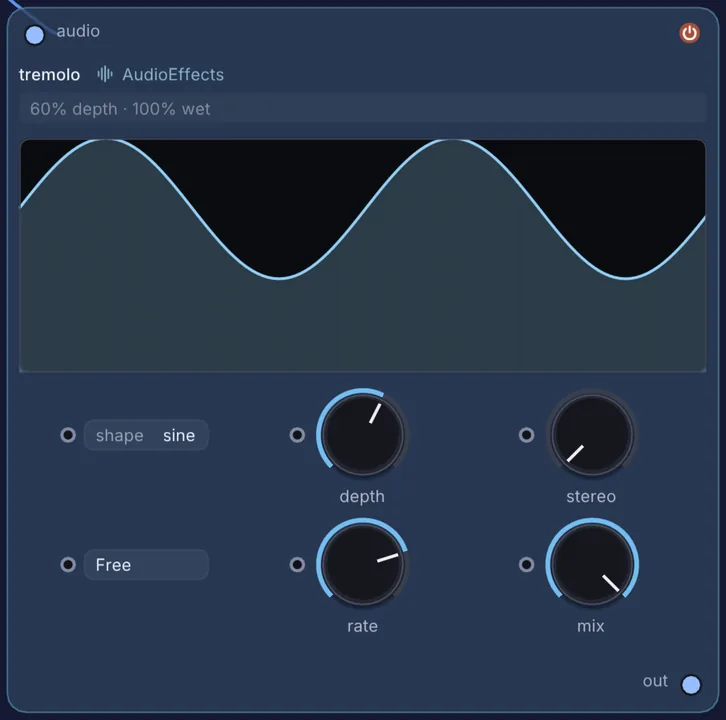 audio
tremolo AudioEffects
60% depth · 100% wet
shape sine
depth
stereo
Free
rate
mix
out